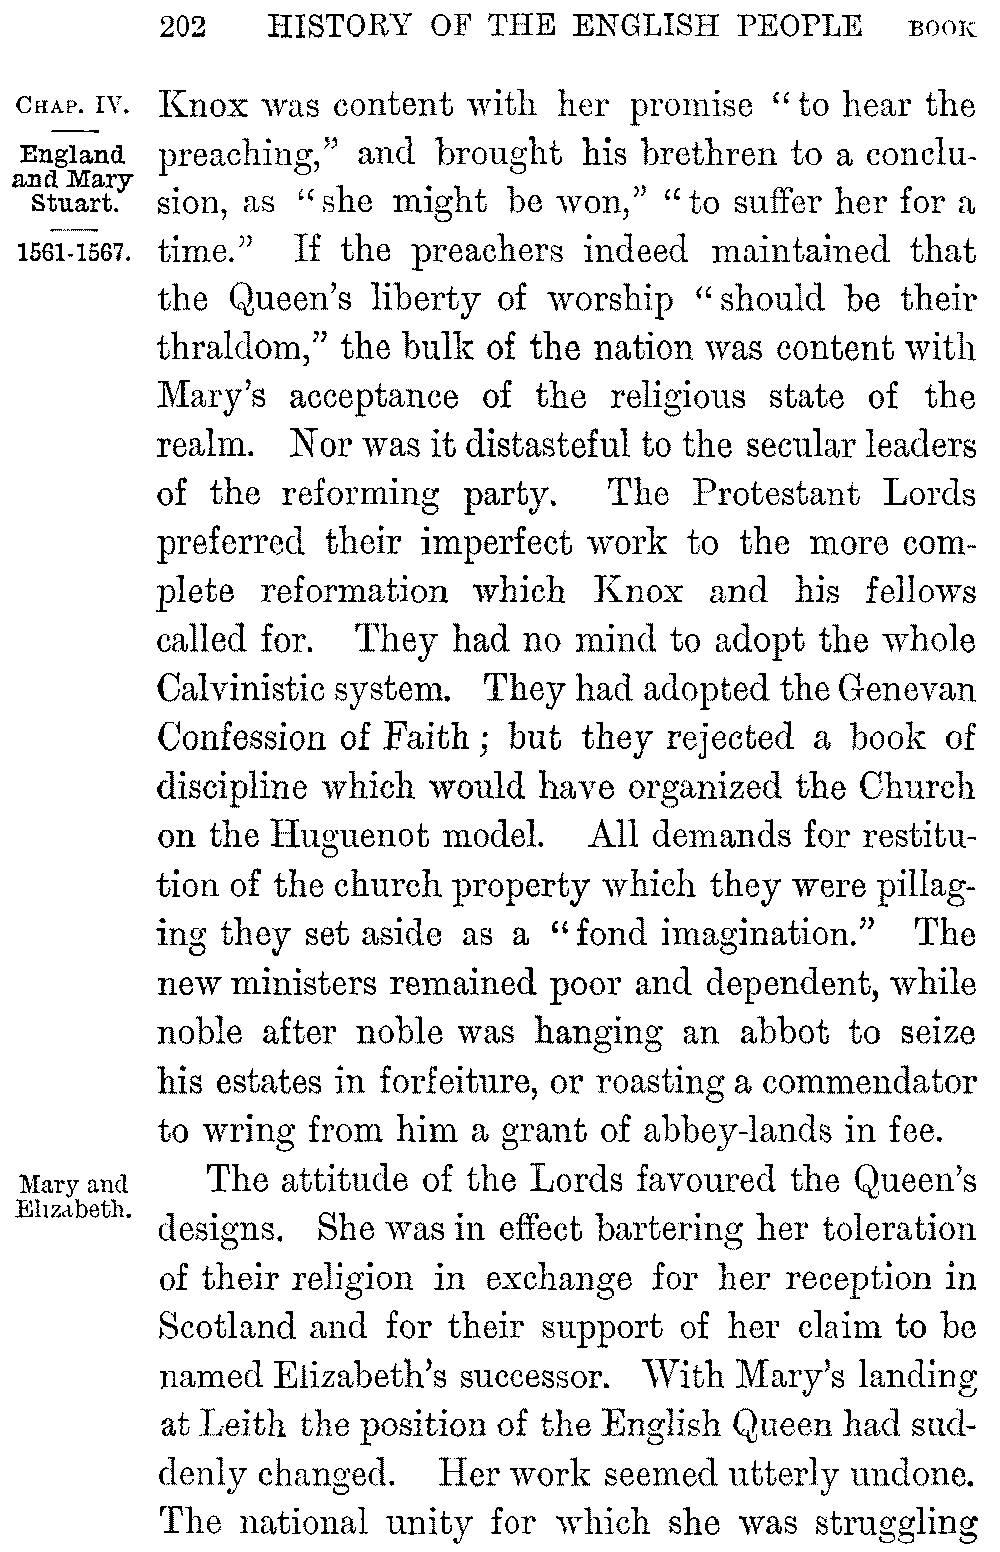 202 HISTORY OF THE ENGLISH PEOPLE BOOK
CHAP. IV.
England
and Mary
Stuart.
1561-1567.
Knox was content with her promise “to hear the
preaching,” and brought his brethren to a conclu-
sion, as “she might be won,” “to suffer her for a
time.” If the preachers indeed maintained that
the Queen’s liberty of worship “should be their
thraldom,” the bulk of the nation was content with
Mary’s acceptance of the religious state of the
realm. Nor was it distasteful to the secular leaders
of the reforming party. The Protestant Lords
preferred their imperfect work to the more com-
plete reformation which Knox and his fellows
called for. They had no mind to adopt the whole
Calvinistic system. They had adopted the Genevan
Confession of Faith; but they rejected a book of
discipline which would have organized the Church
on the Huguenot model. All demands for restitu-
tion of the church property which they were pillag-
ing they set aside as a “fond imagination.” The
new ministers remained poor and dependent, while
noble after noble was hanging an abbot to seize
his estates in forfeiture, or roasting a commendator
to wring from him a grant of abbey-lands in fee.
Mary and
Elizabeth.
The attitude of the Lords favoured the Queen’s
designs. She was in effect bartering her toleration
of their religion in exchange for her reception in
Scotland and for their support of her claim to be
named Elizabeth’s successor. With Mary’s landing
at Leith the position of the English Queen had sud-
denly changed. Her work seemed utterly undone.
The national unity for which she was struggling